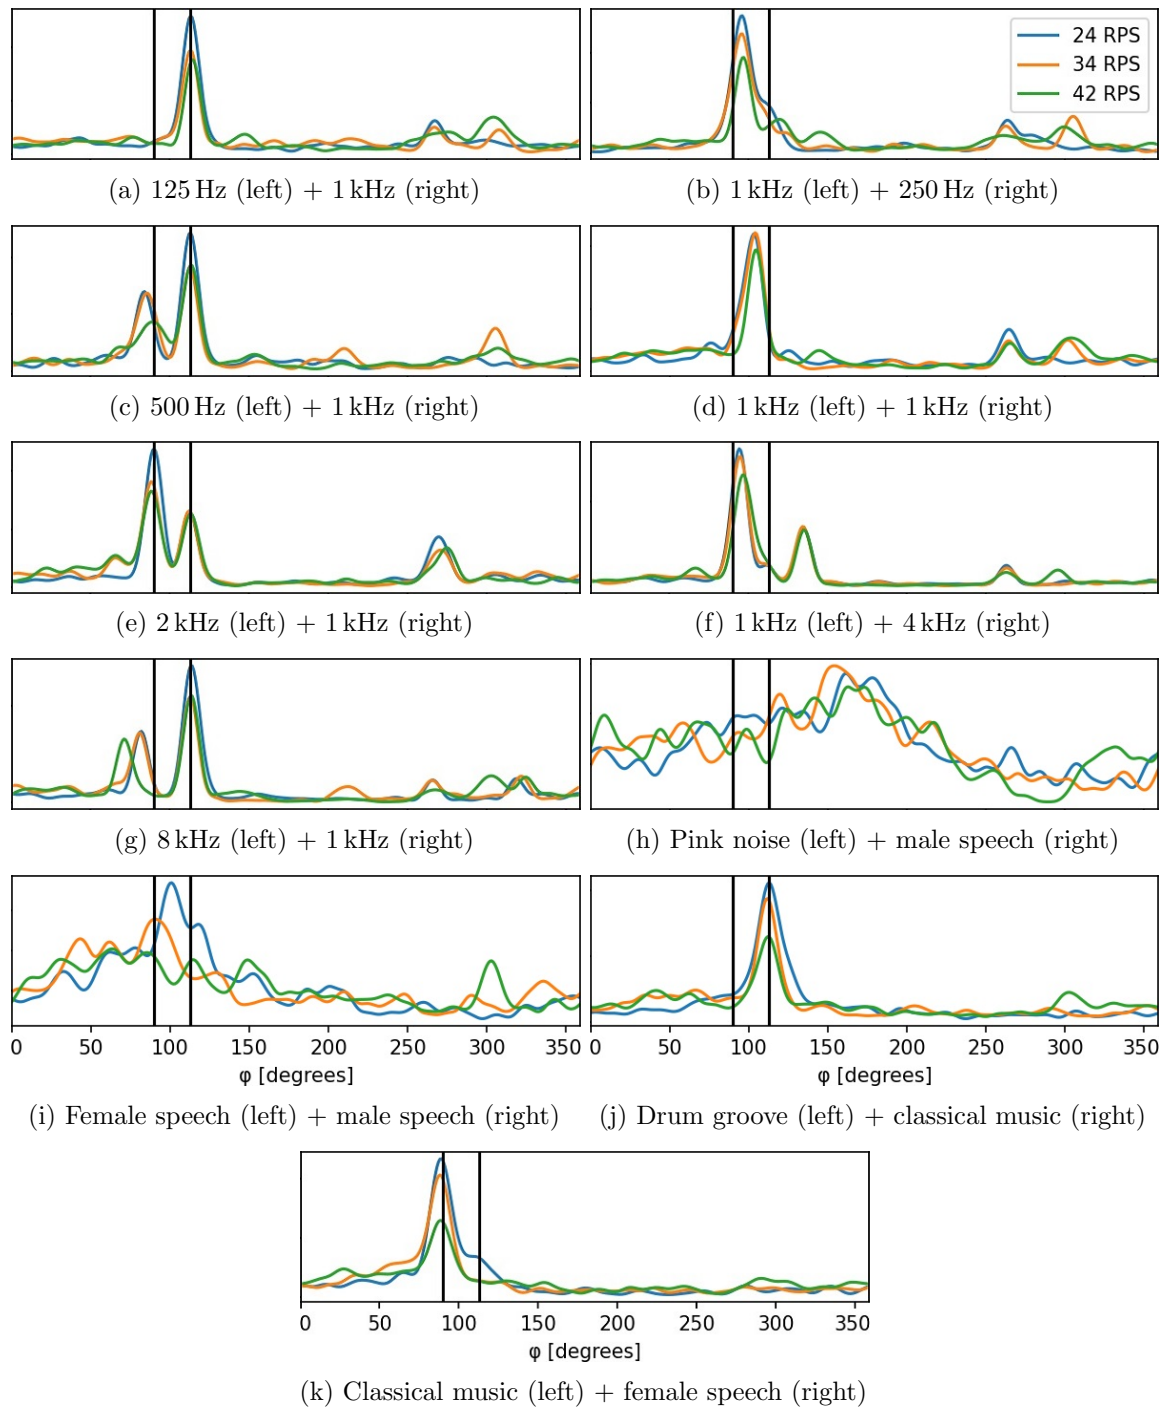 24 RPS
34 RPS
42 RPS
(a) 125 Hz (left) + 1 kHz (right)
(b) 1 kHz (left) + 250 Hz (right)
(c) 500 Hz (left) + 1 kHz (right)
(d) 1 kHz (left) + 1 kHz (right)
(e) 2 kHz (left) + 1 kHz (right)
(f) 1 kHz (left) + 4 kHz (right)
(g) 8 kHz (left) + 1 kHz (right)
(h) Pink noise (left) + male speech (right)
0 50 100 150 200 250 300 350
φ [degrees]
(i) Female speech (left) + male speech (right)
0 50 100 150 200 250 300 350
φ [degrees]
(j) Drum groove (left) + classical music (right)
0 50 100 150 200 250 300 350
φ [degrees]
(k) Classical music (left) + female speech (right)